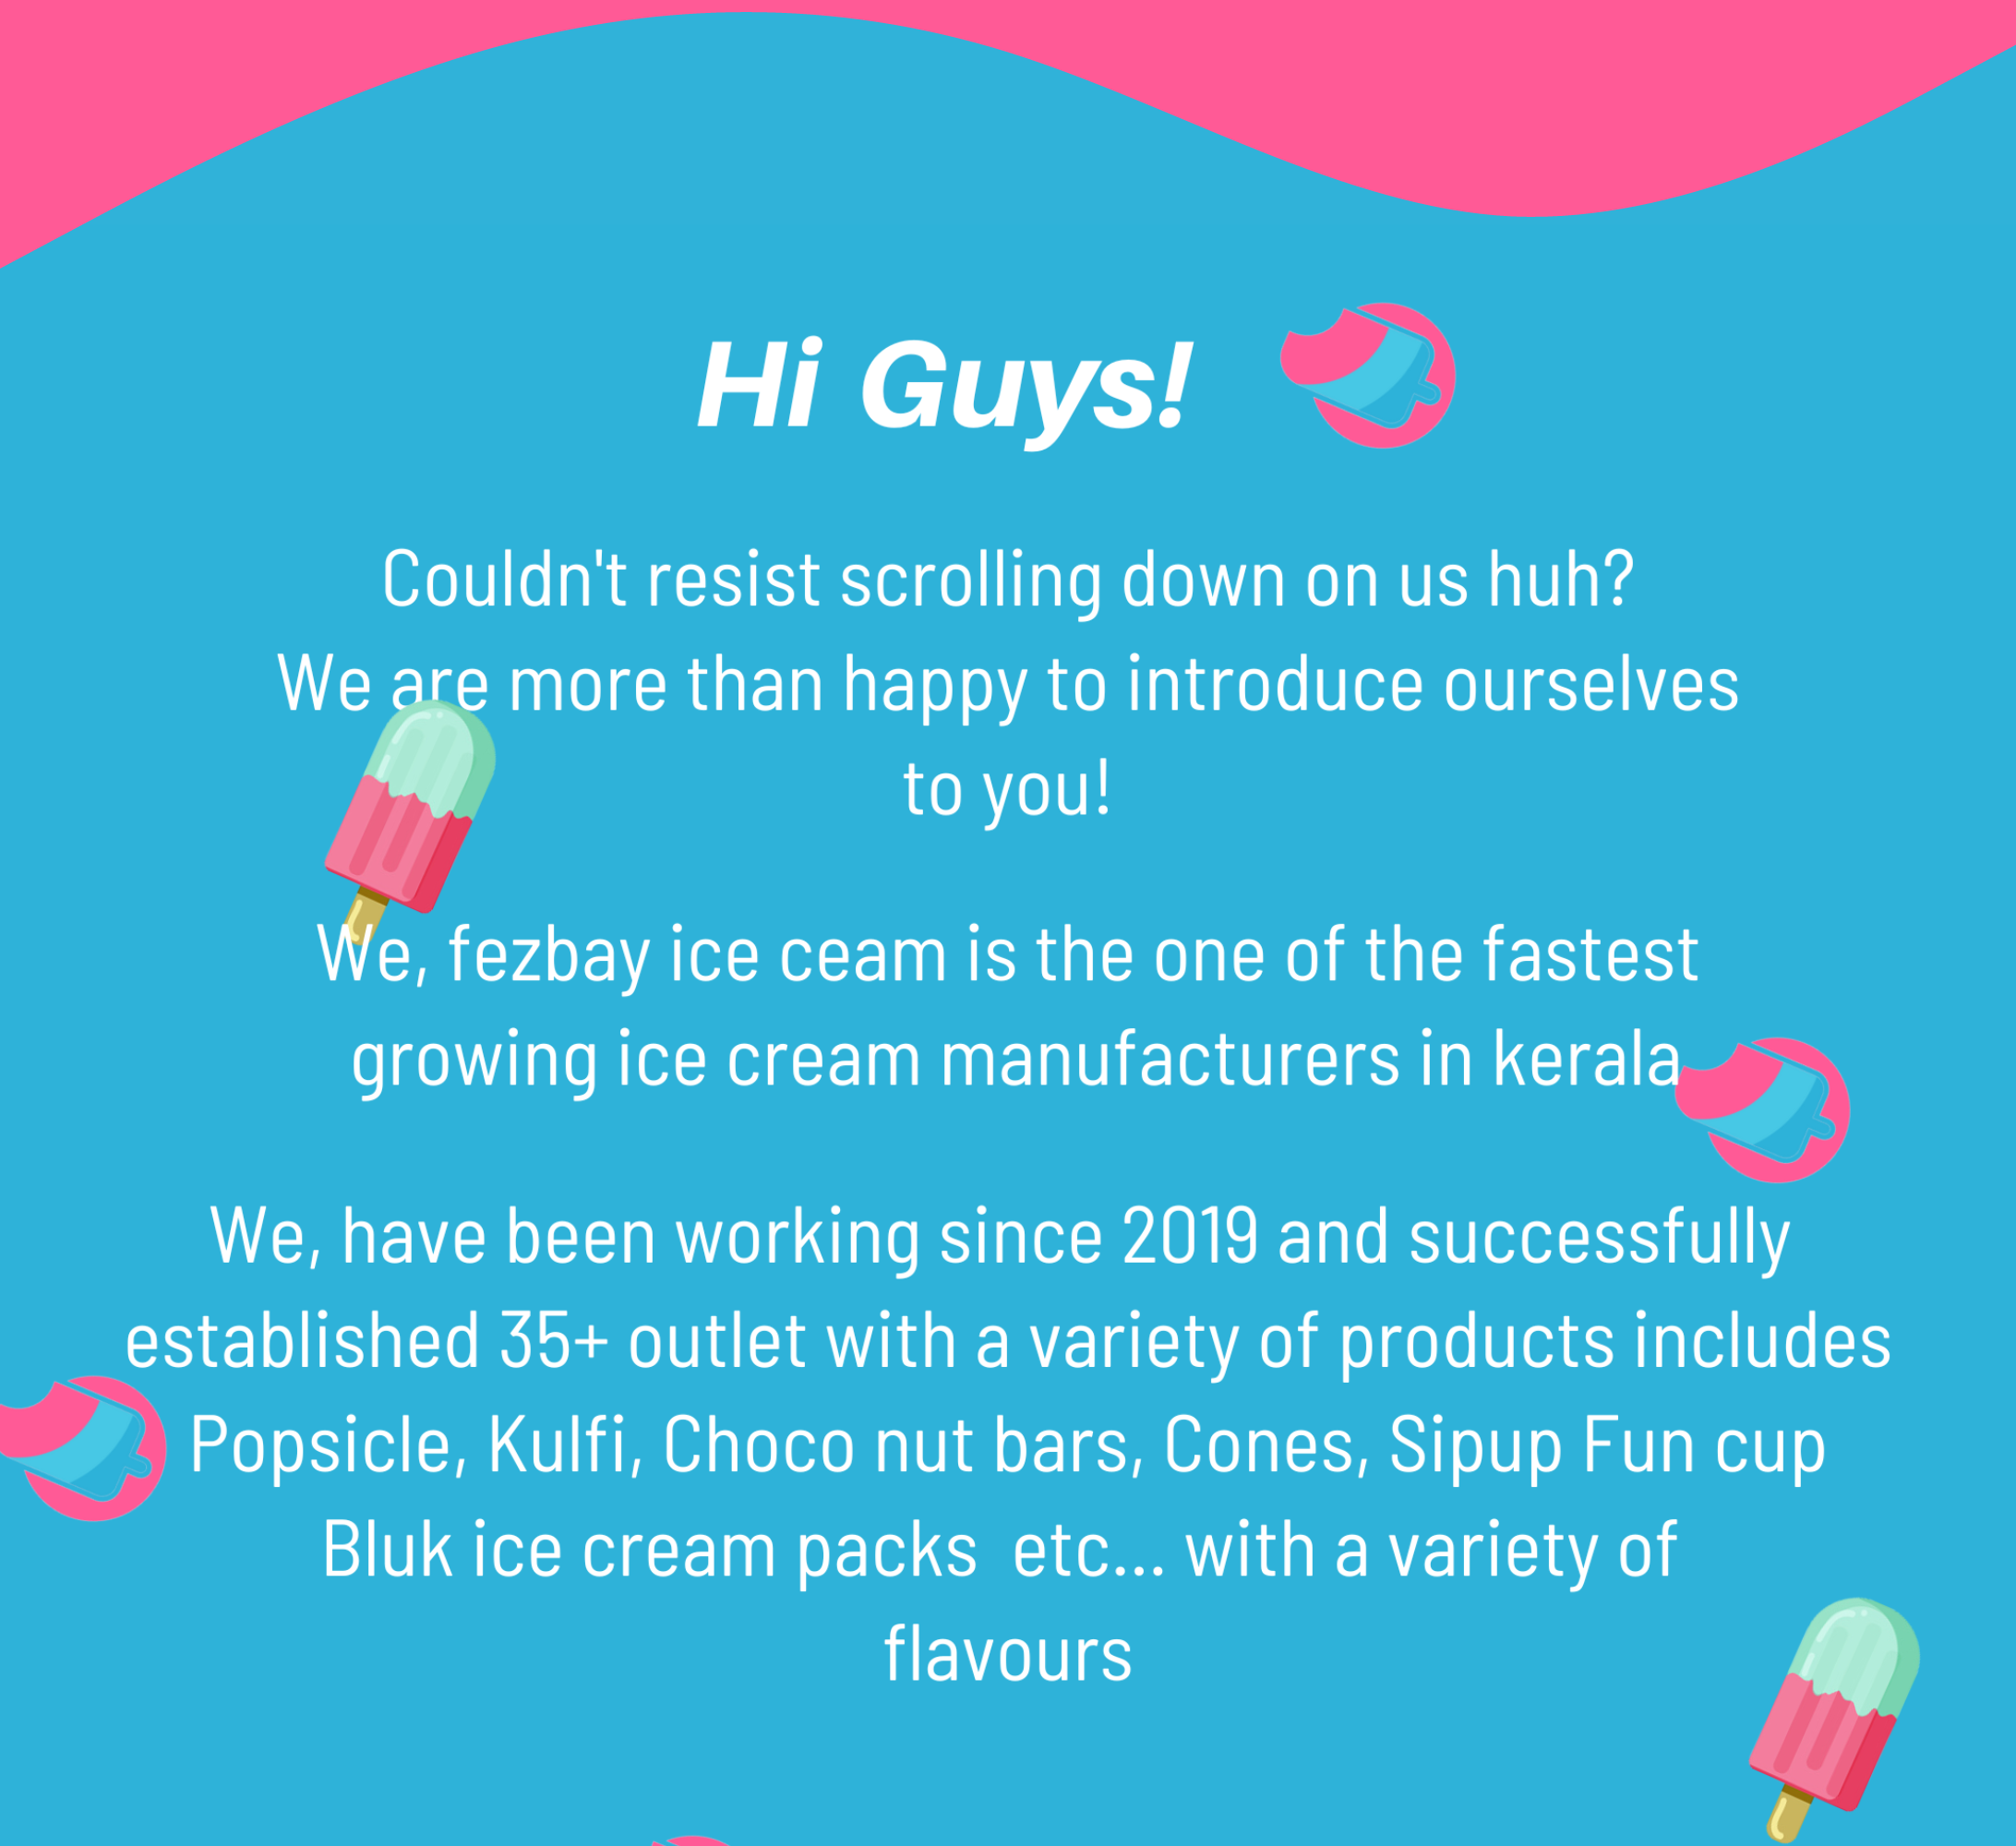 Hi Guys!
Couldn't resist scrolling down on us huh?
We are more than happy to introduce ourselves
to you!
We, fezbay ice ceam is the one of the fastest
growing ice cream manufacturers in kerala
We, have been working since 2019 and successfully
established 35+ outlet with a variety of products includes
Popsicle, Kulfi, Choco nut bars, Cones, Sipup Fun cup
Bluk ice cream packs  etc... with a variety of
flavours